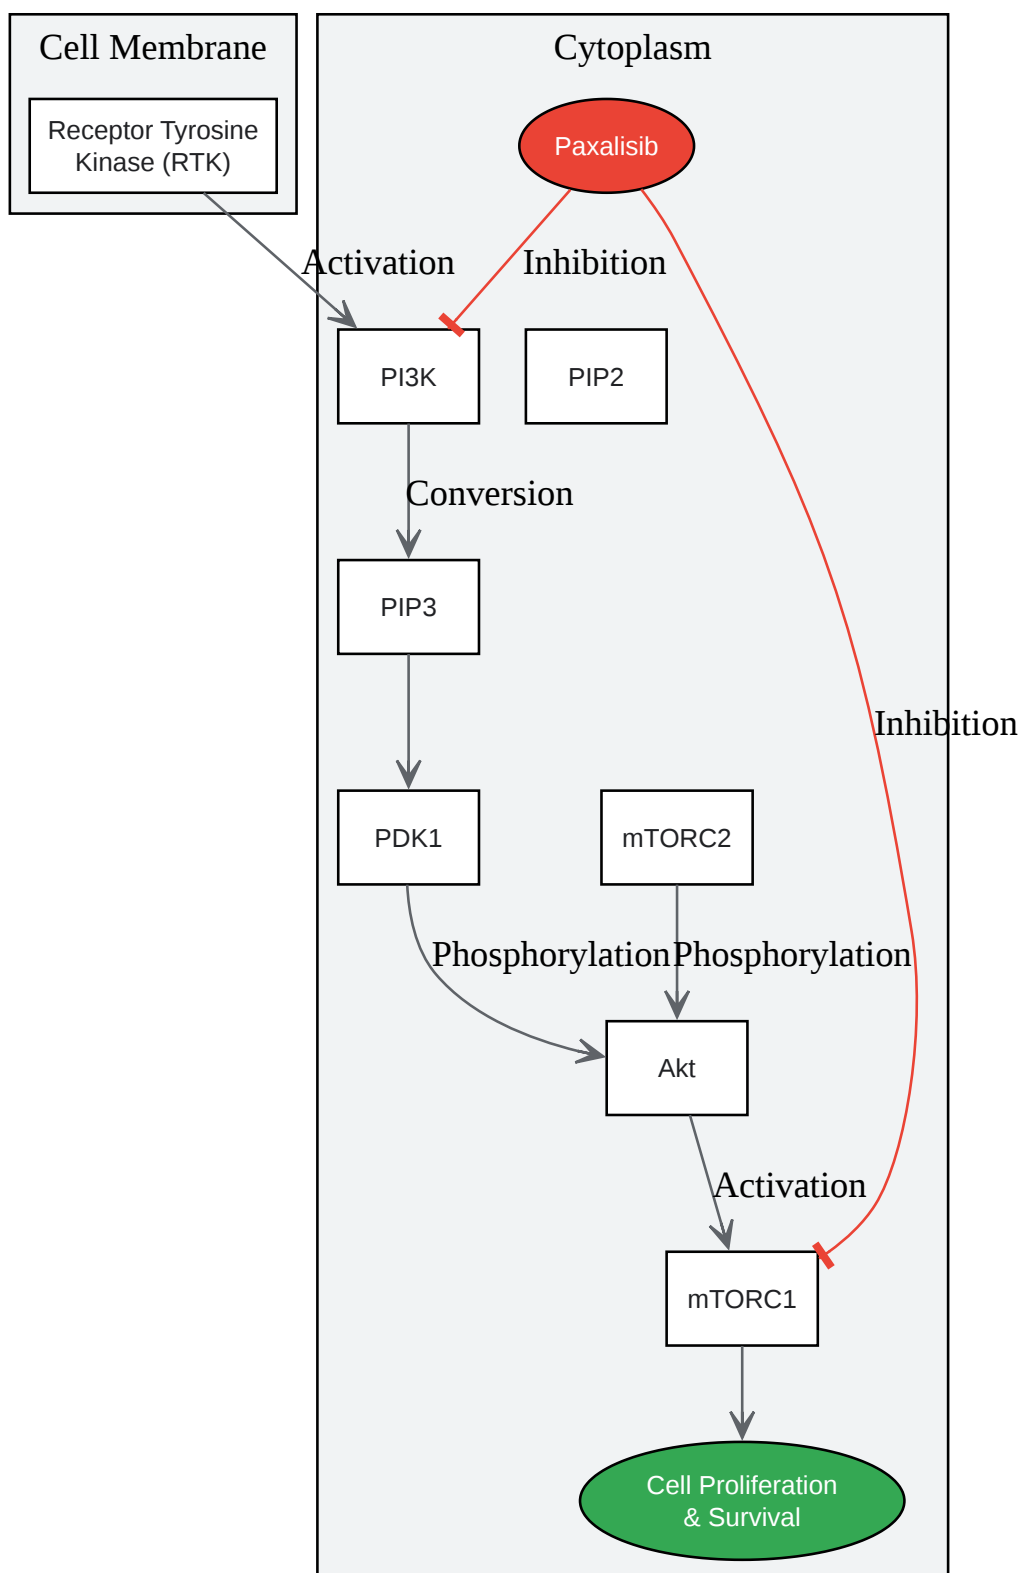 Cell Membrane
Cytoplasm
Receptor Tyrosine
Kinase (RTK)
Paxalisib
Activation
Inhibition
PI3K
PIP2
Conversion
PIP3
Inhibition
PDK1
mTORC2
Phosphorylation
Phosphorylation
Akt
Activation
mTORC1
Cell Proliferation
& Survival